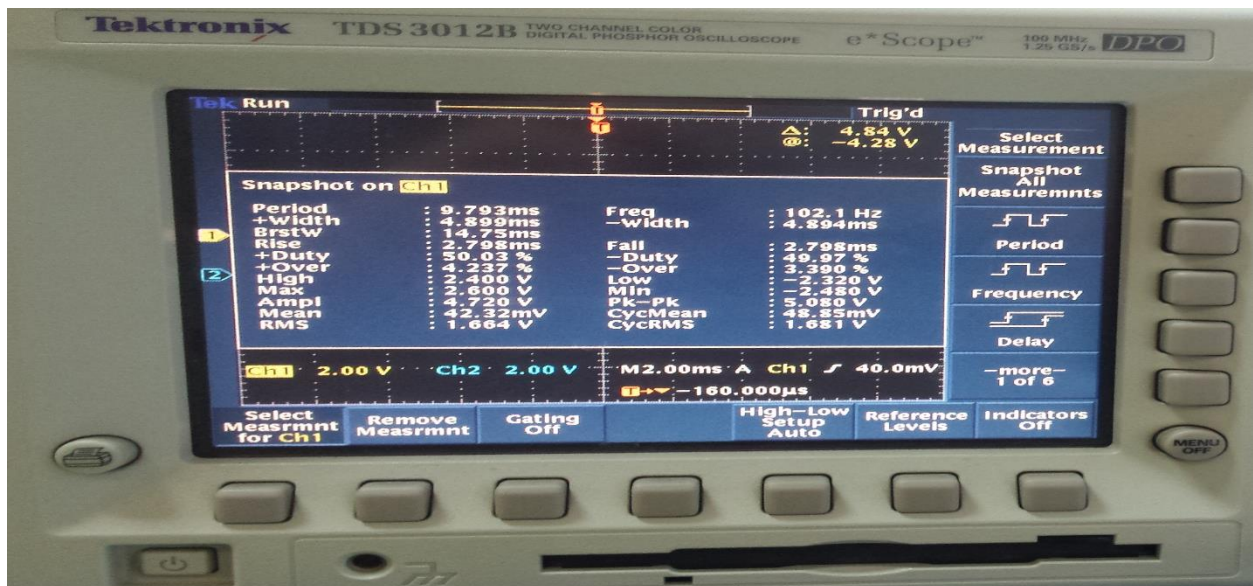 Tektronix TDS 3012B TWO CHANNEL COLOR DIGITAL PHOSPHOR OSCILLOSCOPE e*Scope™ 100 MHz 1.25 GS/s DPO
Tek Run Trig'd
T
T
Δ: 4.84 V
@: −4.28 V
Snapshot on Ch1
Period : 9.793ms Freq : 102.1 Hz
+Width : 4.899ms −Width : 4.894ms
BrstW : 14.75ms
Rise : 2.798ms Fall : 2.798ms
+Duty : 50.03 % −Duty : 49.97 %
+Over : 4.237 % −Over : 3.390 %
High : 2.400 V Low : −2.320 V
Max : 2.600 V Min : −2.480 V
Ampl : 4.720 V Pk−Pk : 5.080 V
Mean : 42.32mV CycMean : 48.85mV
RMS : 1.664 V CycRMS : 1.681 V
1
2
Ch1 2.00 V Ch2 2.00 V M2.00ms A Ch1 40.0mV
T −160.000μs
Select
Measurement
Snapshot
All
Measuremnts
Period
Frequency
Delay
−more−
1 of 6
Select
Measrmnt
for Ch1
Remove
Measrmnt
Gating
Off
High−Low
Setup
Auto
Reference
Levels
Indicators
Off
MENU
OFF